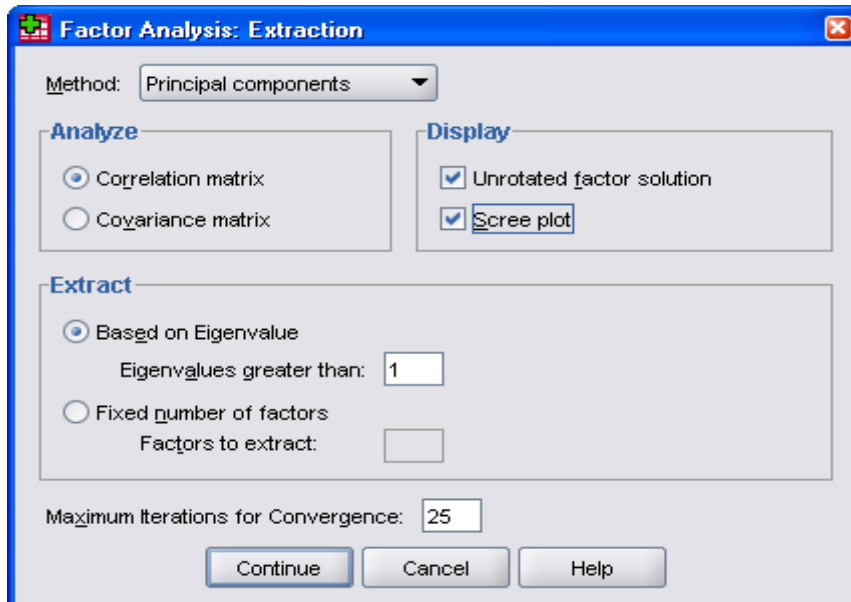 Factor Analysis: Extraction
Method: Principal components
Analyze
Correlation matrix
Covariance matrix
Display
Unrotated factor solution
Scree plot
Extract
Based on Eigenvalue
Eigenvalues greater than: 1
Fixed number of factors
Factors to extract:
Maximum Iterations for Convergence: 25
Continue Cancel Help